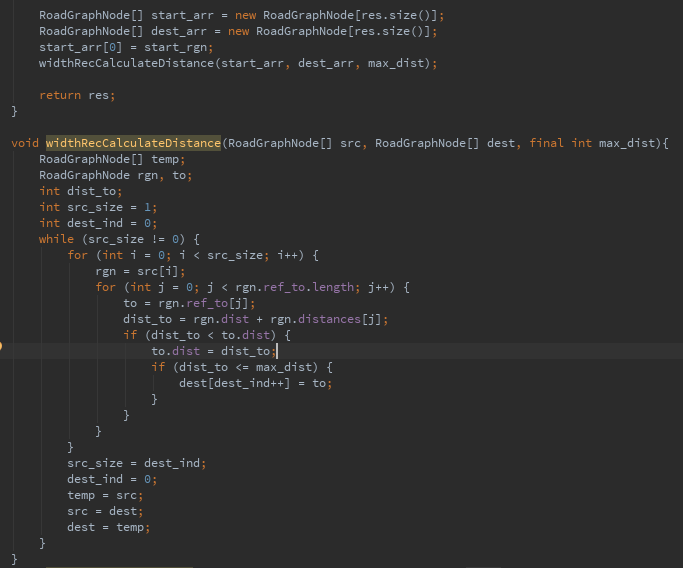 RoadGraphNode[] start_arr = new RoadGraphNode[res.size()];
RoadGraphNode[] dest_arr = new RoadGraphNode[res.size()];
start_arr[0] = start_rgn;
widthRecCalculateDistance(start_arr, dest_arr, max_dist);
return res;
}
void widthRecCalculateDistance(RoadGraphNode[] src, RoadGraphNode[] dest, final int max_dist){
RoadGraphNode[] temp;
RoadGraphNode rgn, to;
int dist_to;
int src_size = 1;
int dest_ind = 0;
while (src_size != 0) {
for (int i = 0; i < src_size; i++) {
rgn = src[i];
for (int j = 0; j < rgn.ref_to.length; j++) {
to = rgn.ref_to[j];
dist_to = rgn.dist + rgn.distances[j];
if (dist_to < to.dist) {
to.dist = dist_to;
if (dist_to <= max_dist) {
dest[dest_ind++] = to;
}
}
}
}
src_size = dest_ind;
dest_ind = 0;
temp = src;
src = dest;
dest = temp;
}
}